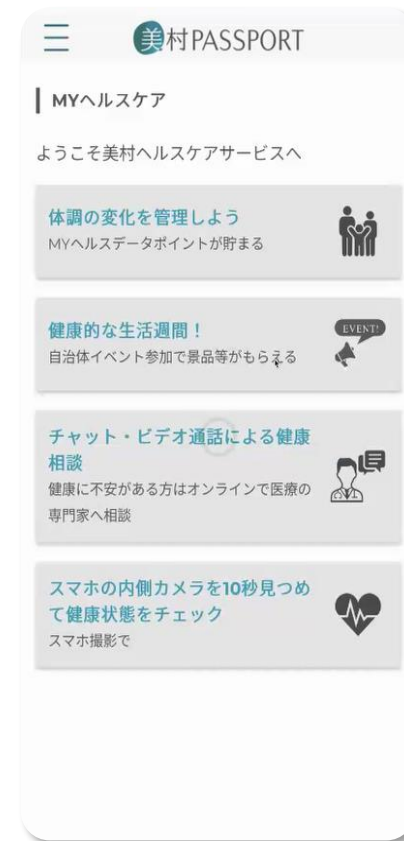 美村PASSPORT
MYヘルスケア
ようこそ美村ヘルスケアサービスへ
体調の変化を管理しよう
MYヘルスデータポイントが貯まる
健康的な生活週間！
自治体イベント参加で景品等がもらえる
EVENT!
チャット・ビデオ通話による健康
相談
健康に不安がある方はオンラインで医療の
専門家へ相談
スマホの内側カメラを10秒見つめ
て健康状態をチェック
スマホ撮影で